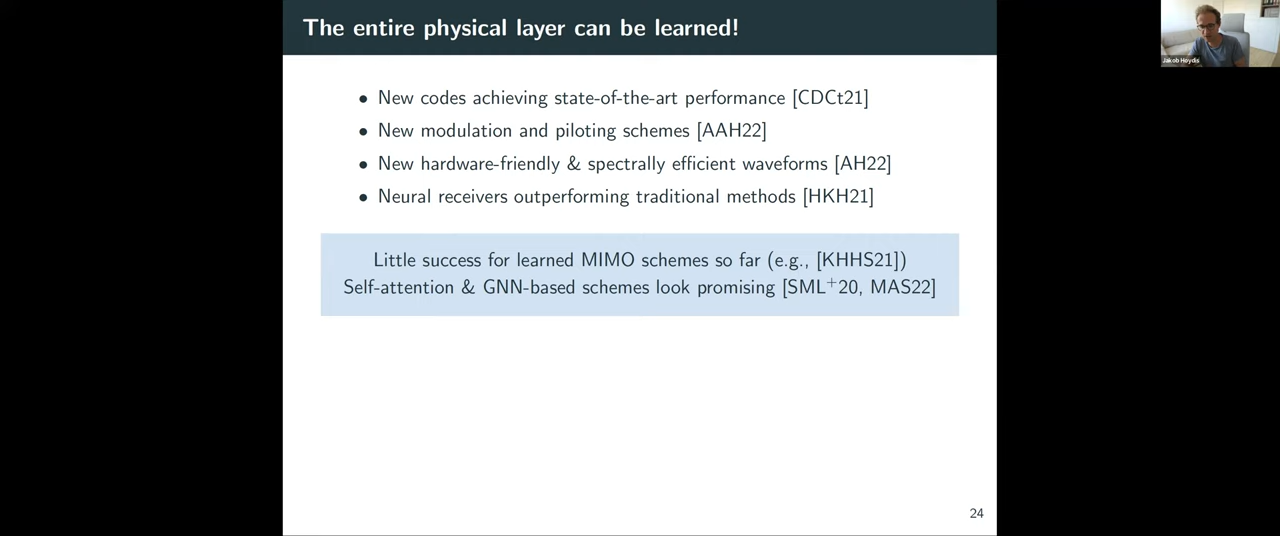 The entire physical layer can be learned!
• New codes achieving state-of-the-art performance [CDCt21]
• New modulation and piloting schemes [AAH22]
• New hardware-friendly & spectrally efficient waveforms [AH22]
• Neural receivers outperforming traditional methods [HKH21]
Little success for learned MIMO schemes so far (e.g., [KHHS21])
Self-attention & GNN-based schemes look promising [SML+20, MAS22]
24
Jakob Hoydis